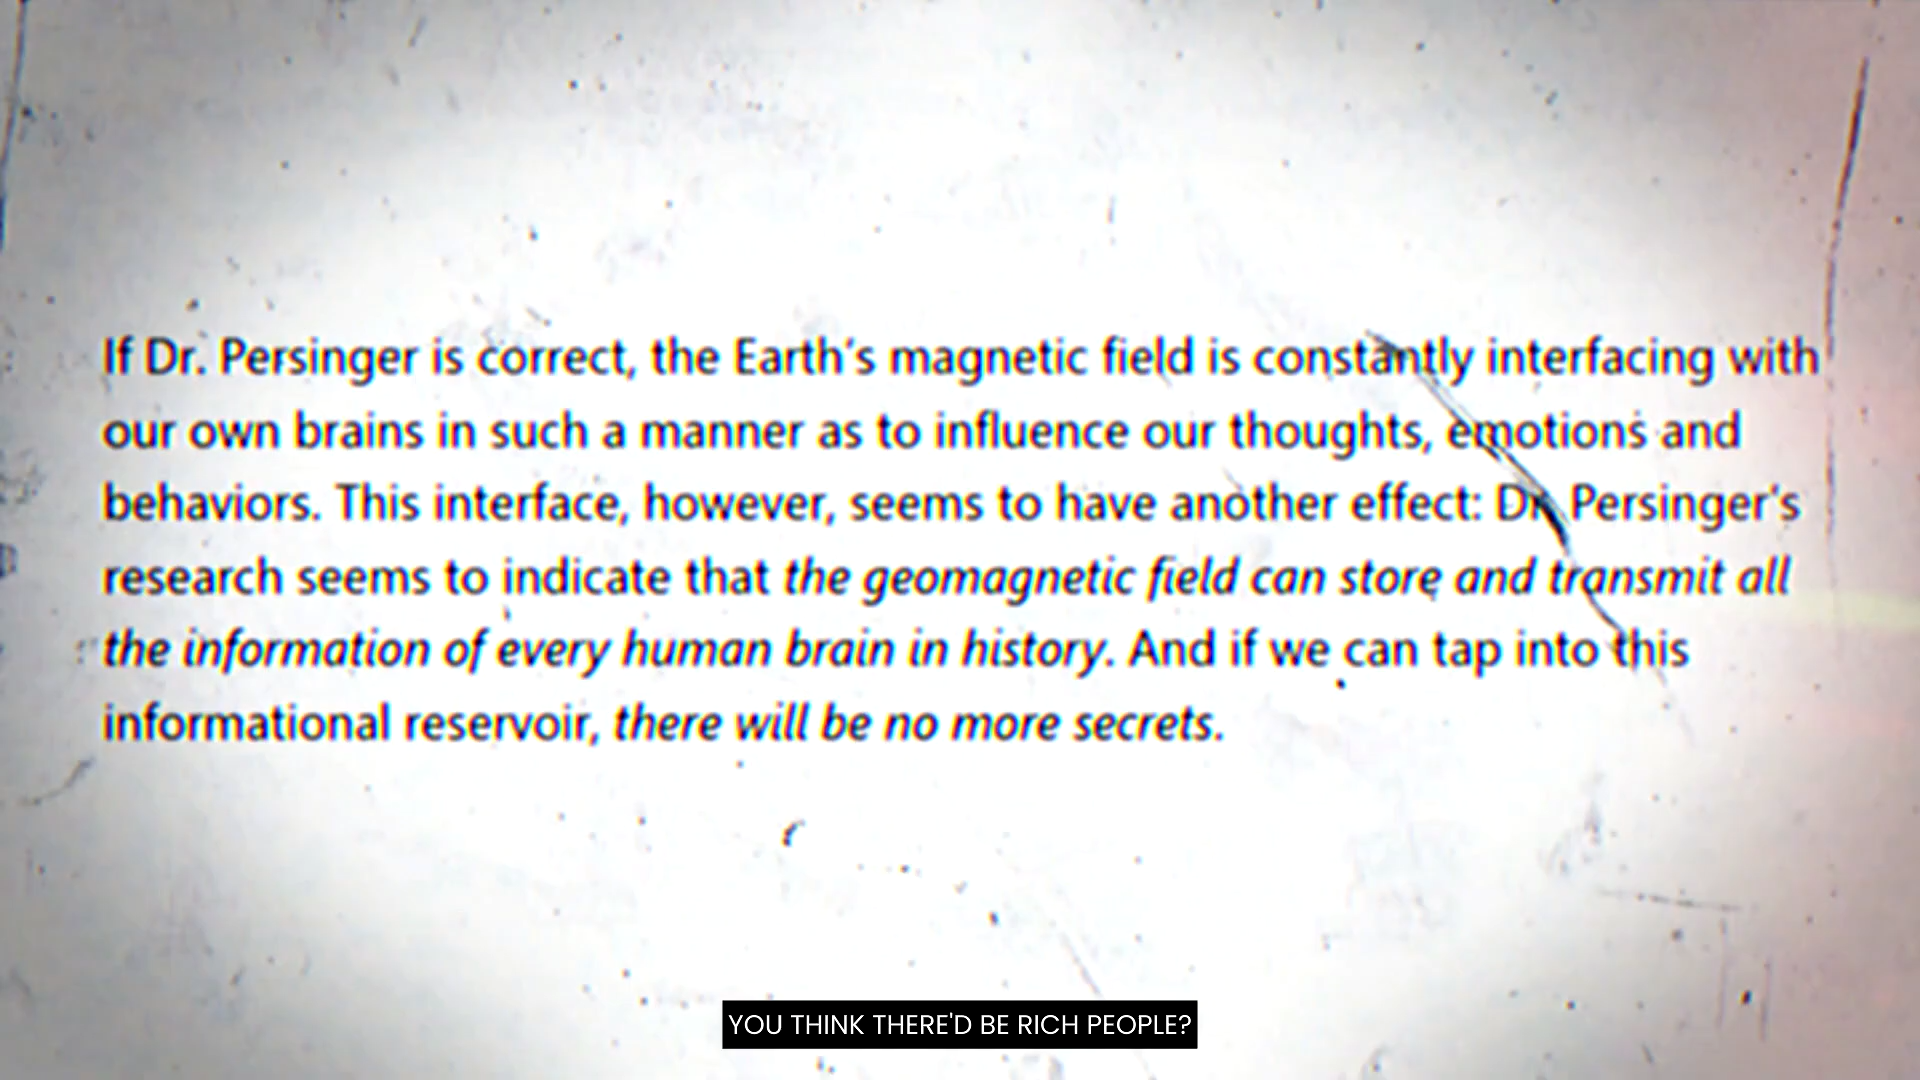 If Dr. Persinger is correct, the Earth's magnetic field is constantly interfacing with
our own brains in such a manner as to influence our thoughts, emotions and
behaviors. This interface, however, seems to have another effect: Dr. Persinger's
research seems to indicate that the geomagnetic field can store and transmit all
the information of every human brain in history. And if we can tap into this
informational reservoir, there will be no more secrets.
YOU THINK THERE'D BE RICH PEOPLE?